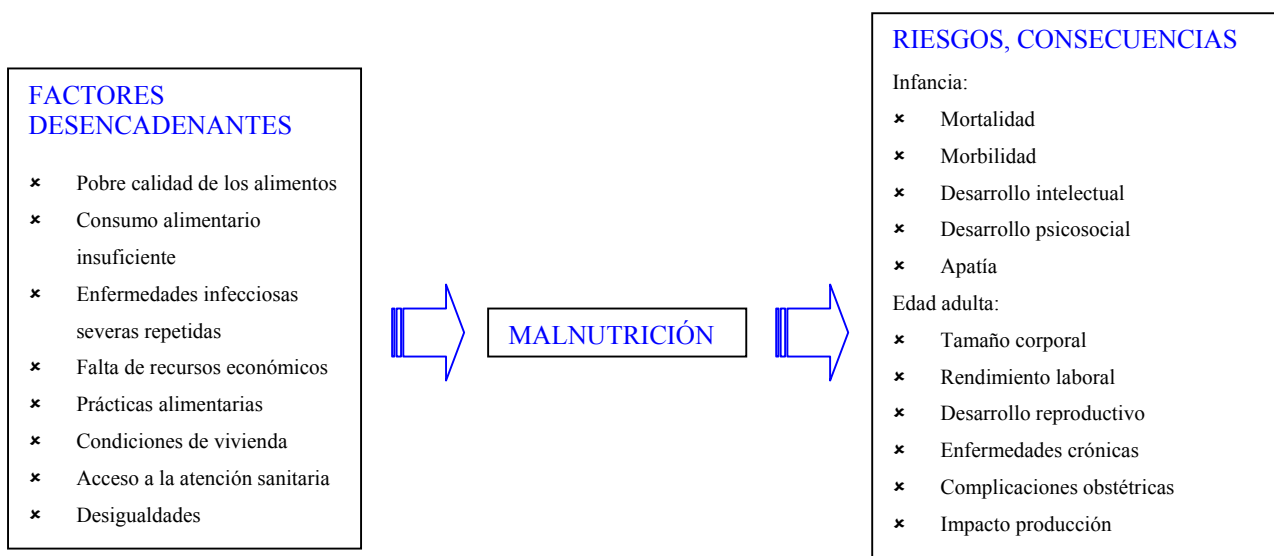 FACTORES
DESENCADENANTES
× Pobre calidad de los alimentos
× Consumo alimentario
insuficiente
× Enfermedades infecciosas
severas repetidas
× Falta de recursos económicos
× Prácticas alimentarias
× Condiciones de vivienda
× Acceso a la atención sanitaria
× Desigualdades
MALNUTRICIÓN
RIESGOS, CONSECUENCIAS
Infancia:
× Mortalidad
× Morbilidad
× Desarrollo intelectual
× Desarrollo psicosocial
× Apatía
Edad adulta:
× Tamaño corporal
× Rendimiento laboral
× Desarrollo reproductivo
× Enfermedades crónicas
× Complicaciones obstétricas
× Impacto producción